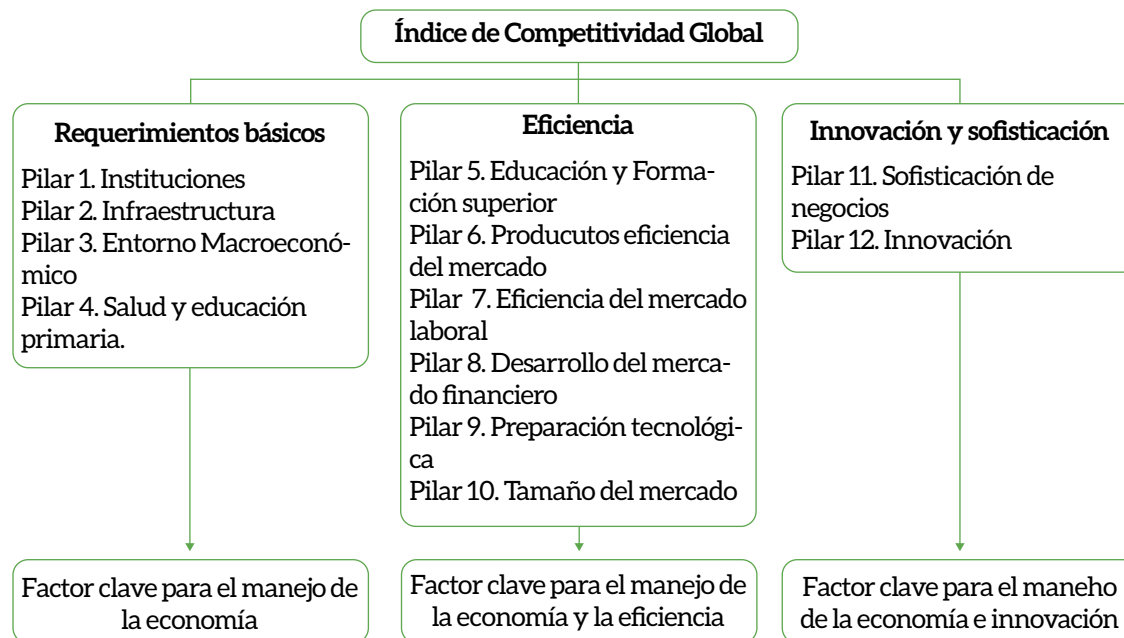 Índice de Competitividad Global
Requerimientos básicos
Pilar 1. Instituciones
Pilar 2. Infraestructura
Pilar 3. Entorno Macroeconó-
mico
Pilar 4. Salud y educación
primaria.
Factor clave para el manejo de
la economía
Eficiencia
Pilar 5. Educación y Forma-
ción superior
Pilar 6. Producutos eficiencia
del mercado
Pilar 7. Eficiencia del mercado
laboral
Pilar 8. Desarrollo del merca-
do financiero
Pilar 9. Preparación tecnológi-
ca
Pilar 10. Tamaño del mercado
Factor clave para el manejo de
la economía y la eficiencia
Innovación y sofisticación
Pilar 11. Sofisticación de
negocios
Pilar 12. Innovación
Factor clave para el maneho
de la economía e innovación